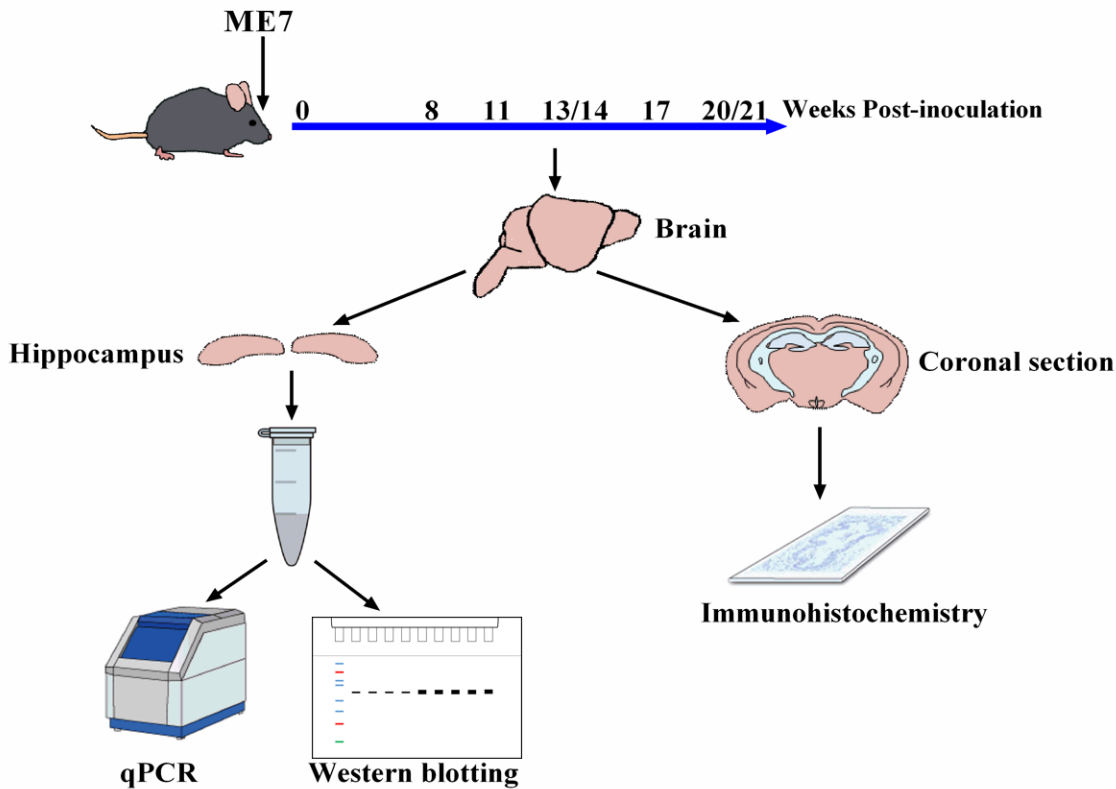 ME7
0 8 11 13/14 17 20/21 Weeks Post-inoculation
Brain
Hippocampus
Coronal section
Immunohistochemistry
qPCR
Western blotting